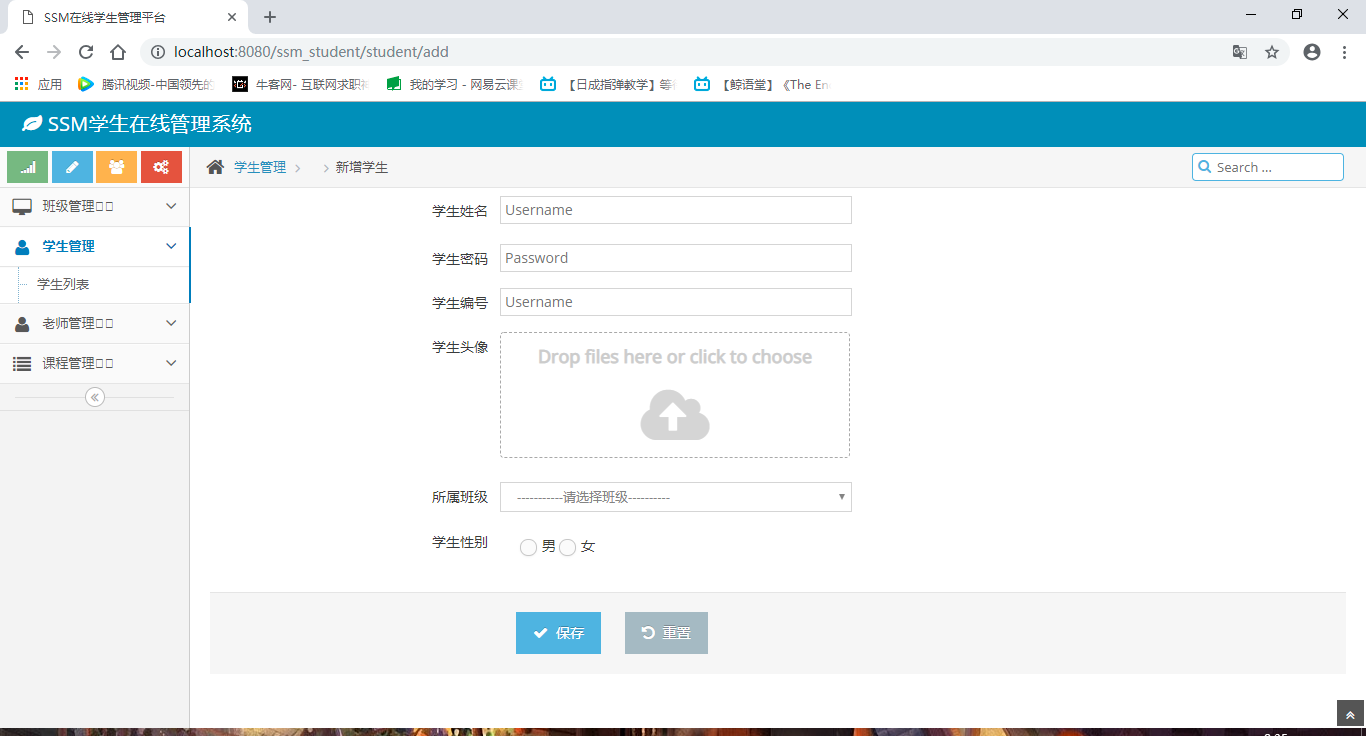 SSM在线学生管理平台
localhost:8080/ssm_student/student/add
应用
腾讯视频-中国领先的
牛客网- 互联网求职
我的学习 - 网易云课
【日成指弹教学】等
【鲸语堂】《The En
SSM学生在线管理系统
学生管理
新增学生
Search ...
班级管理
学生管理
学生列表
老师管理
课程管理
学生姓名 Username
学生密码 Password
学生编号 Username
学生头像 Drop files here or click to choose
所属班级 -----------请选择班级----------
学生性别 男 女
保存 重置